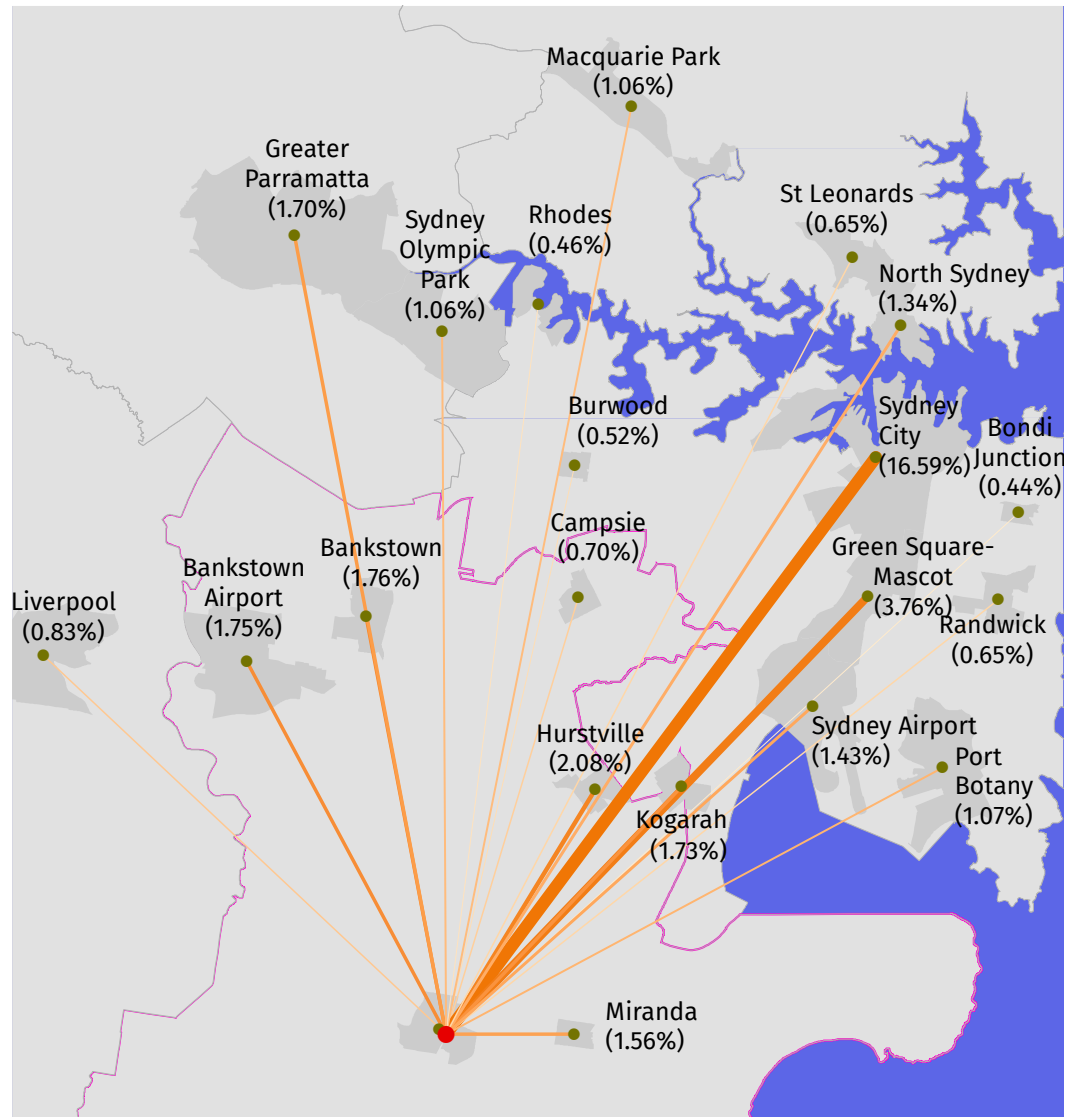 Macquarie Park
(1.06%)
Greater
Parramatta
(1.70%)
Sydney
Olympic
Park
(1.06%)
Rhodes
(0.46%)
St Leonards
(0.65%)
North Sydney
(1.34%)
Burwood
(0.52%)
Sydney
City
(16.59%)
Bondi
Junction
(0.44%)
Campsie
(0.70%)
Bankstown
(1.76%)
Bankstown
Airport
(1.75%)
Liverpool
(0.83%)
Green Square-
Mascot
(3.76%)
Randwick
(0.65%)
Hurstville
(2.08%)
Sydney Airport
(1.43%)
Port
Botany
(1.07%)
Kogarah
(1.73%)
Miranda
(1.56%)